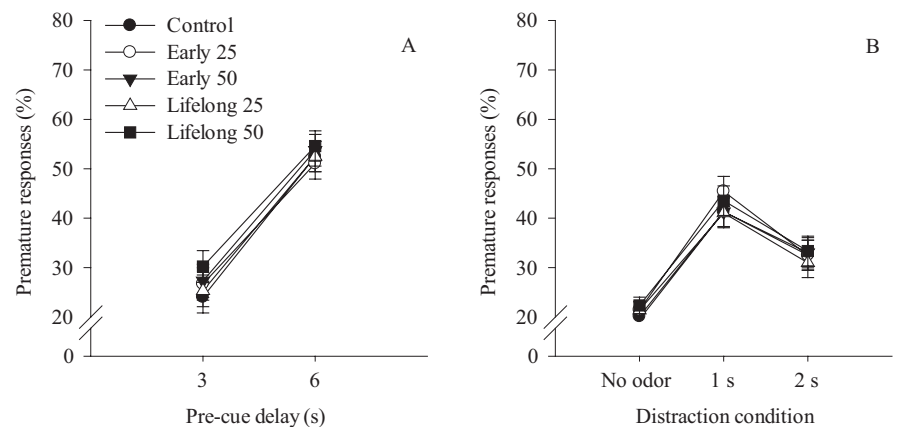 80
70
60
50
40
30
20
0
Premature responses (%)
Control
Early 25
Early 50
Lifelong 25
Lifelong 50
A
3
6
Pre-cue delay (s)
80
70
60
50
40
30
20
0
Premature responses (%)
B
No odor
1 s
2 s
Distraction condition